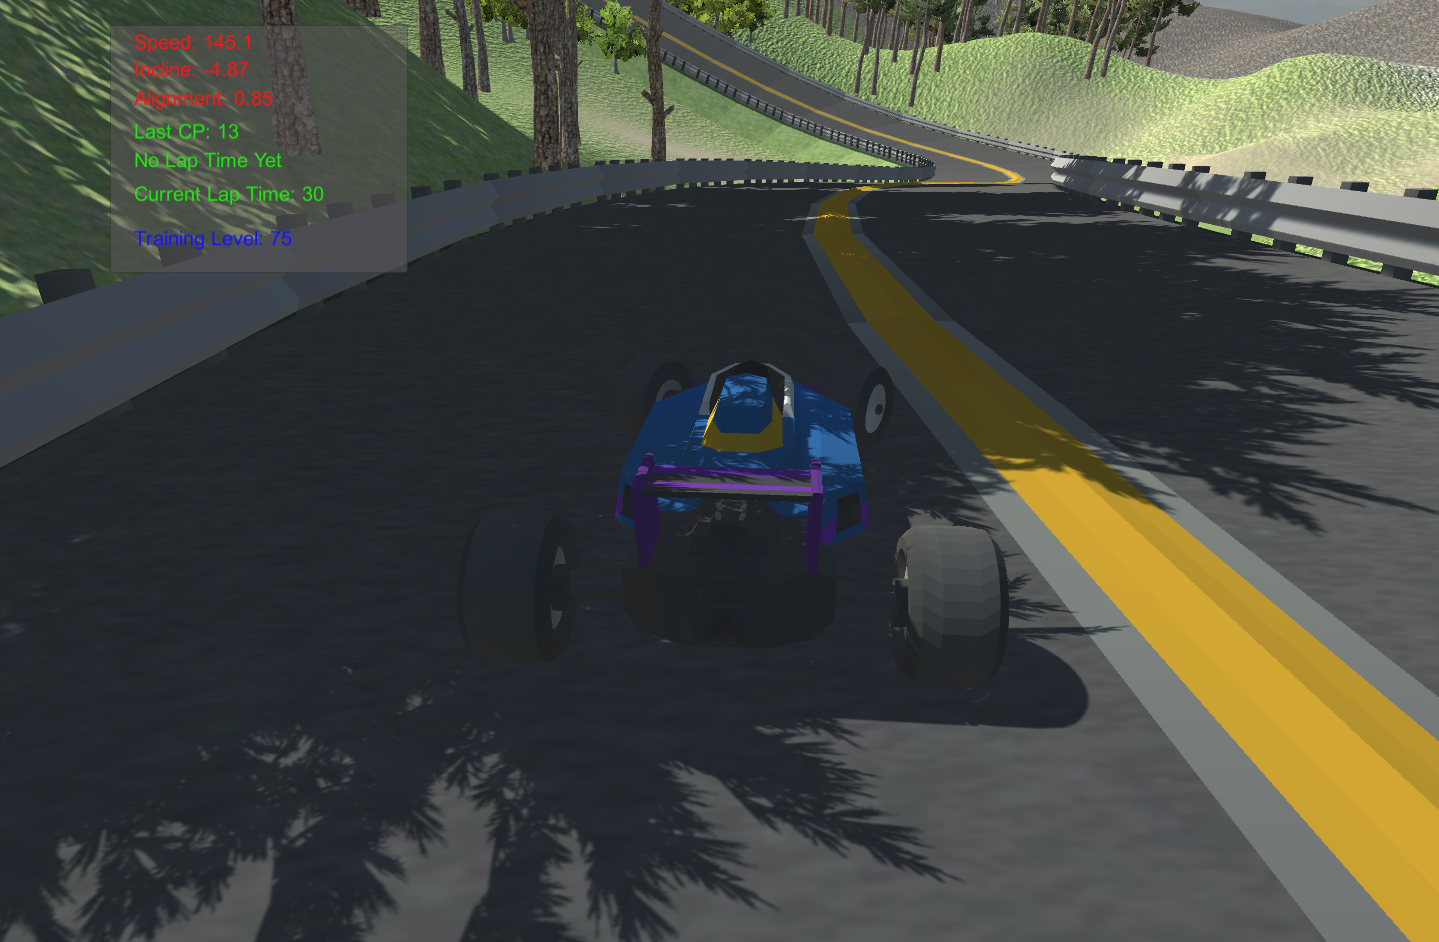 Speed: 145.1
Incline: -4.87
Alignment: 0.85
Last CP: 13
No Lap Time Yet
Current Lap Time: 30
Training Level: 75